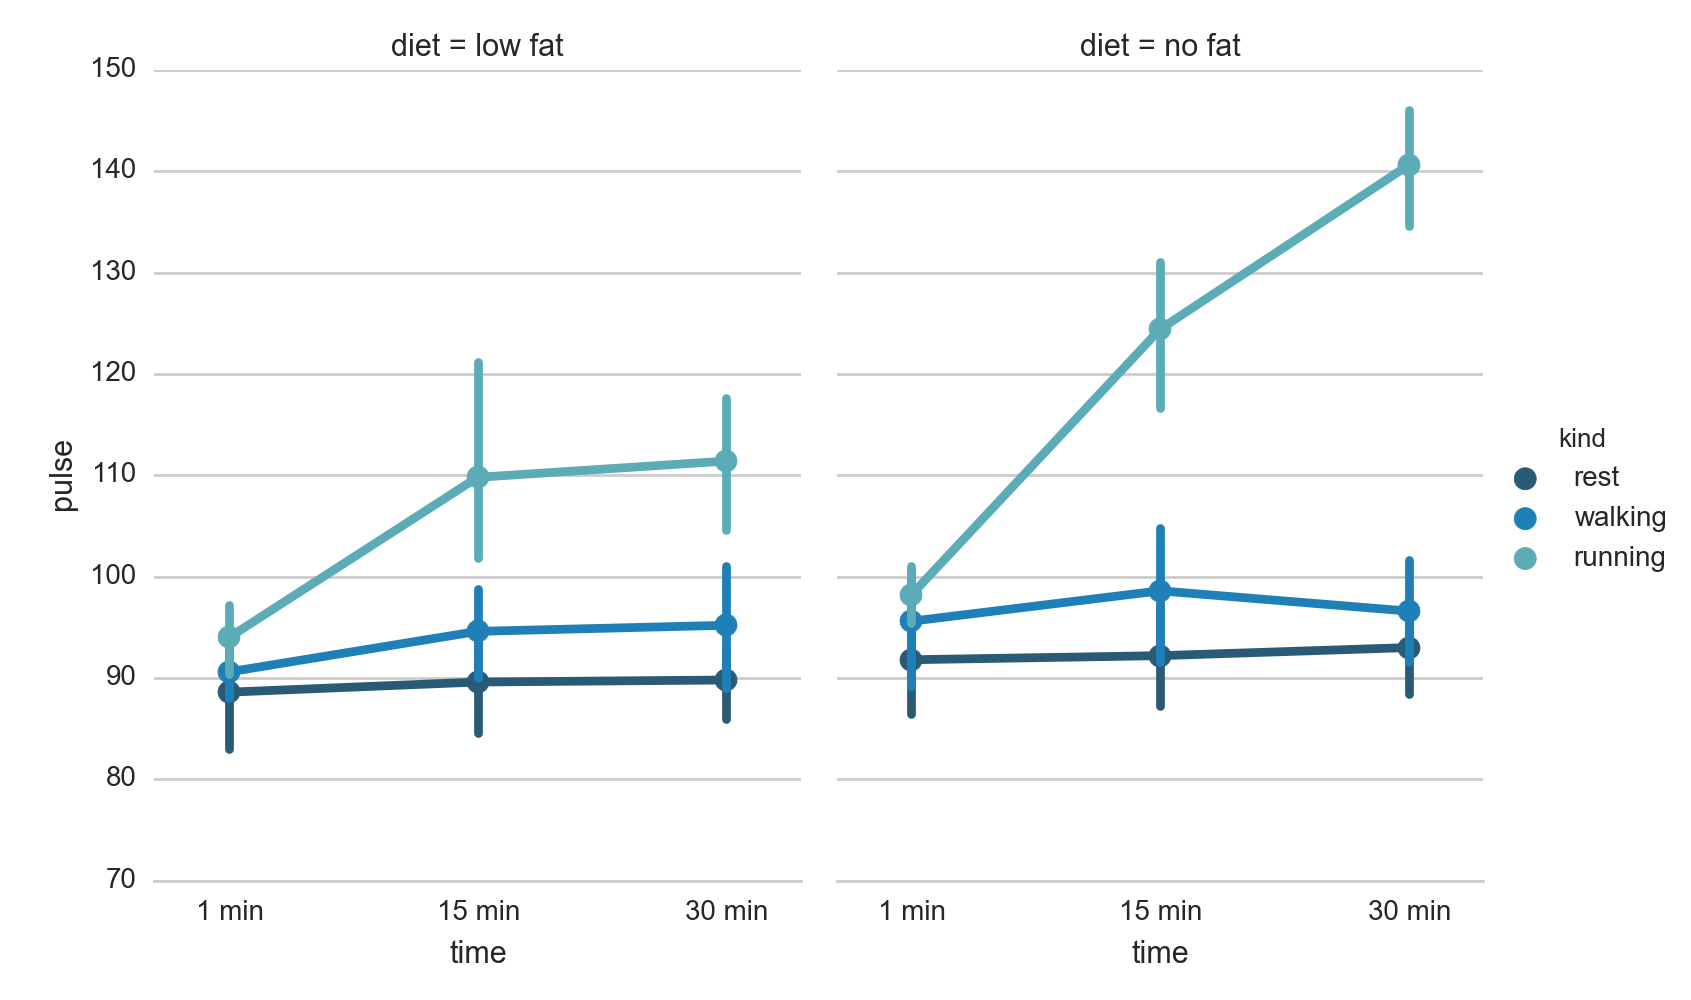 diet = low fat
diet = no fat
150
140
130
120
110
100
90
80
70
pulse
1 min
15 min
30 min
time
1 min
15 min
30 min
time
kind
rest
walking
running